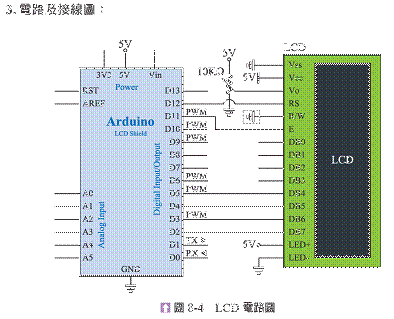 3. 電路及接線圖：
5V
3V3 5V Vin
Power
RST
AREF
Arduino
LCD Shield
Digital Input/Output
Analog Input
A0
A1
A2
A3
A4
A5
GND
D13
D12
D11 PWM
D10 PWM
D9 PWM
D8
D7
D6 PWM
D5 PWM
D4
D3 PWM
D2
D1 TX
D0 RX
5V
10KΩ
5V
LCD
Vss
Vo
RS
R/W
E
DB0
DB1
DB2
DB3
DB4
DB5
DB6
DB7
5V
LED+
LED-
LCD
圖 8-4 LCD 電路圖